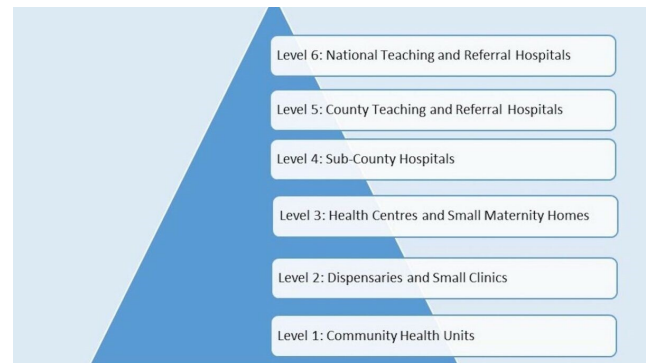 Level 6: National Teaching and Referral Hospitals
Level 5: County Teaching and Referral Hospitals
Level 4: Sub-County Hospitals
Level 3: Health Centres and Small Maternity Homes
Level 2: Dispensaries and Small Clinics
Level 1: Community Health Units